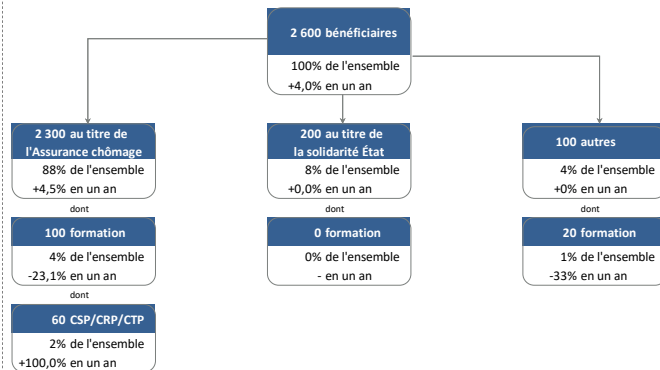 2 600 bénéficiaires
100% de l'ensemble
+4,0% en un an
2 300 au titre de
l'Assurance chômage
88% de l'ensemble
+4,5% en un an
dont
100 formation
4% de l'ensemble
-23,1% en un an
dont
60 CSP/CRP/CTP
2% de l'ensemble
+100,0% en un an
200 au titre de
la solidarité État
8% de l'ensemble
+0,0% en un an
dont
0 formation
0% de l'ensemble
- en un an
100 autres
4% de l'ensemble
+0% en un an
dont
20 formation
1% de l'ensemble
-33% en un an